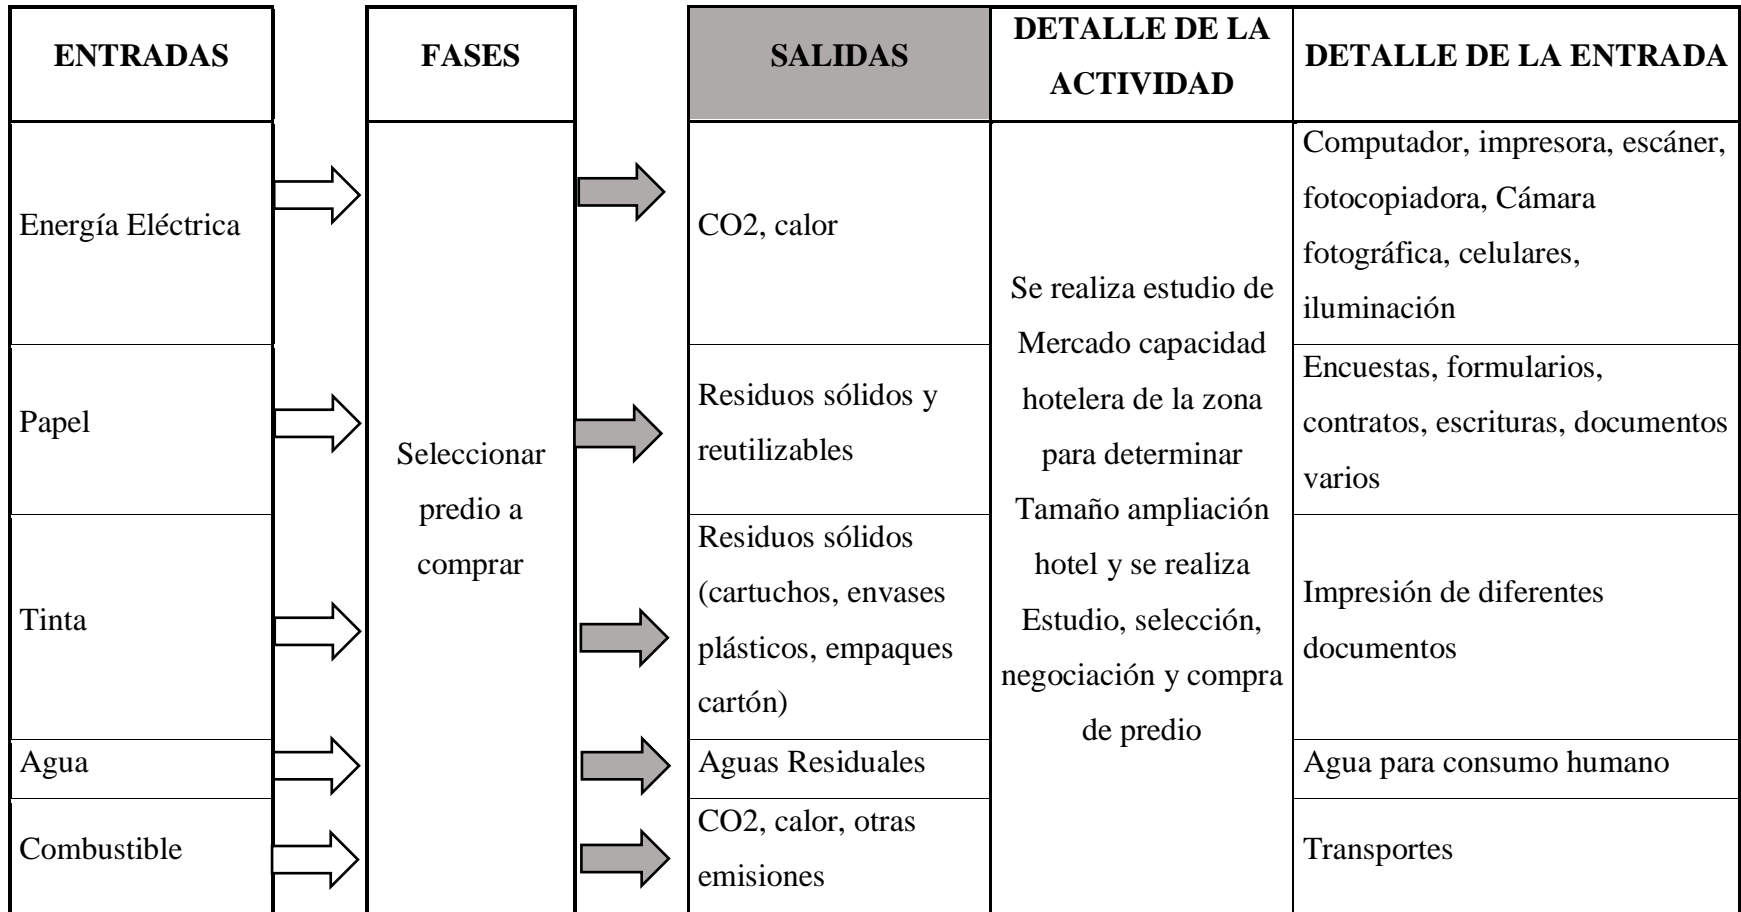 ENTRADAS
FASES
SALIDAS
DETALLE DE LA
ACTIVIDAD
DETALLE DE LA ENTRADA
Energía Eléctrica
Seleccionar
predio a
comprar
CO2, calor
Se realiza estudio de
Mercado capacidad
hotelera de la zona
para determinar
Tamaño ampliación
hotel y se realiza
Estudio, selección,
negociación y compra
de predio
Computador, impresora, escáner,
fotocopiadora, Cámara
fotográfica, celulares,
iluminación
Papel
Residuos sólidos y
reutilizables
Encuestas, formularios,
contratos, escrituras, documentos
varios
Tinta
Residuos sólidos
(cartuchos, envases
plásticos, empaques
cartón)
Impresión de diferentes
documentos
Agua
Aguas Residuales
Agua para consumo humano
Combustible
CO2, calor, otras
emisiones
Transportes